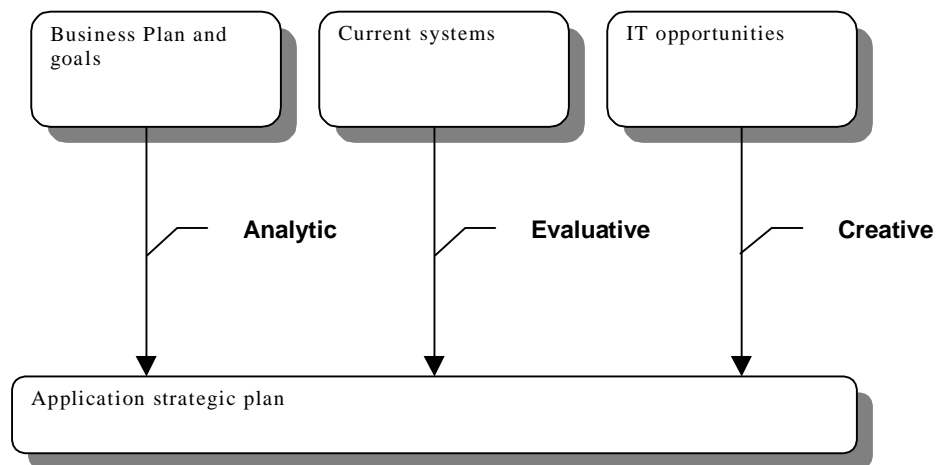 Business Plan and
goals
Current systems
IT opportunities
Analytic
Evaluative
Creative
Application strategic plan